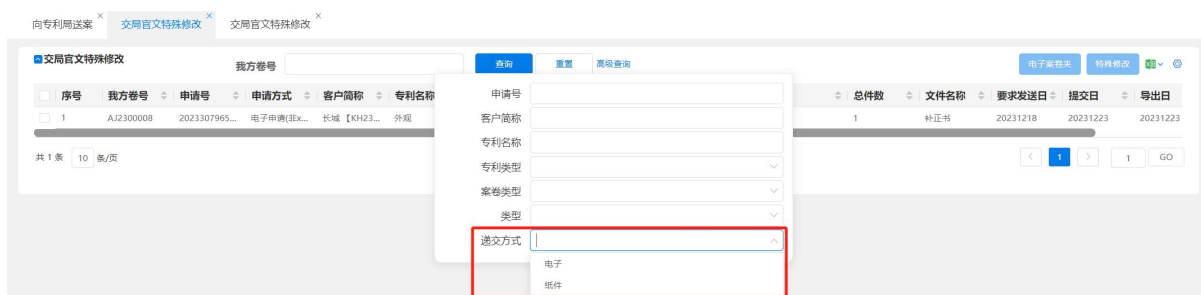 向专利局送案 交局官文特殊修改 交局官文特殊修改
交局官文特殊修改 我方卷号 查询 重置 高级查询 电子案卷夹 特殊修改
序号 我方卷号 申请号 申请方式 客户简称 专利名称 总件数 文件名称 要求发送日 提交日 导出日
1 AJ2300008 2023307965... 电子申请(非ex... 长城【KH23... 外观 1 补正书 20231218 20231223 20231223
共 1 条 10 条/页 1 1 GO
申请号
客户简称
专利名称
专利类型
案卷类型
类型
递交方式
电子
纸件